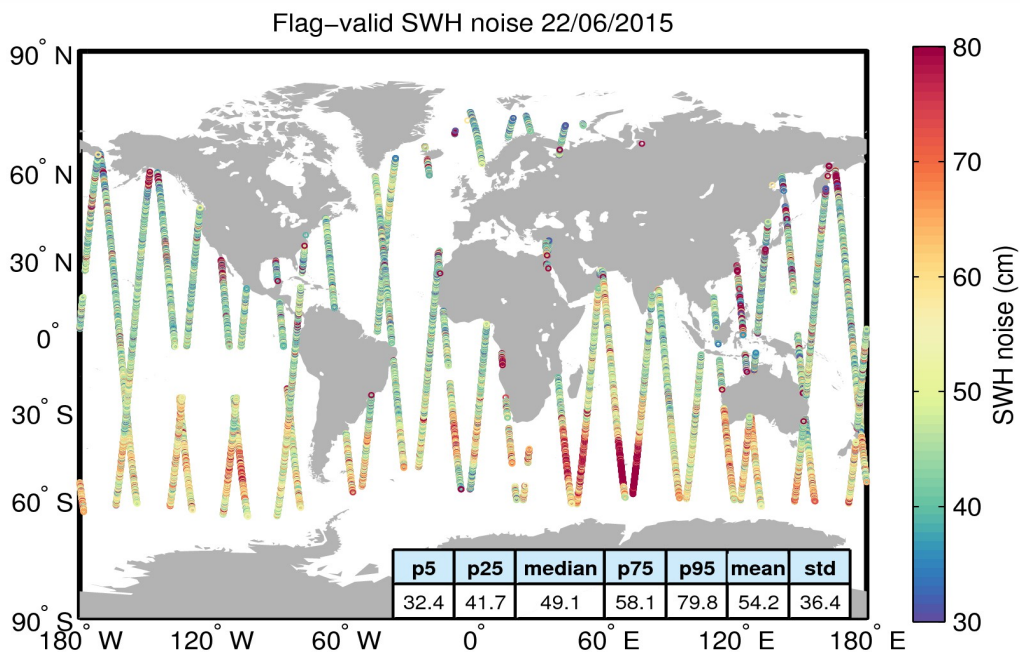 Flag−valid SWH noise 22/06/2015
90° N
60° N
30° N
0°
30° S
60° S
90° S
180° W
120° W
60° W
0°
60° E
120° E
180° E
80
70
60
50
40
30
SWH noise (cm)
p5 p25 median p75 p95 mean std
32.4 41.7 49.1 58.1 79.8 54.2 36.4